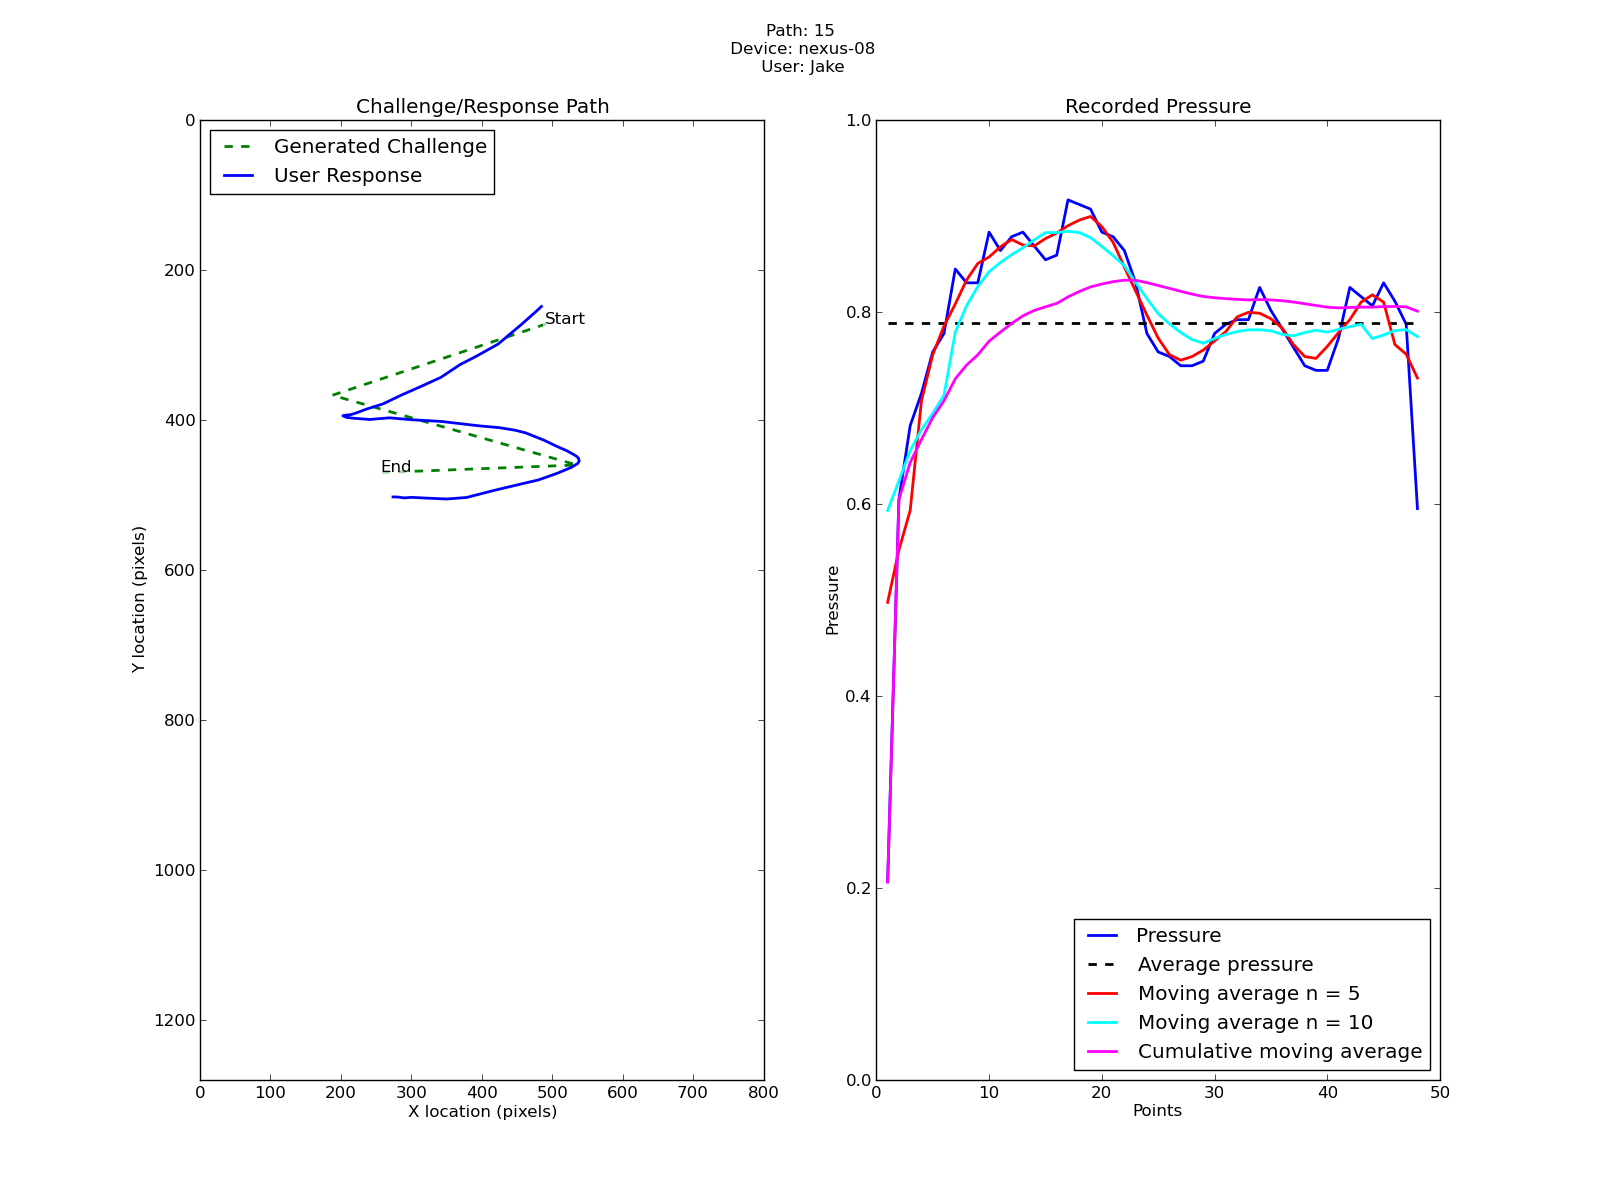 Path: 15
Device: nexus-08
User: Jake
Challenge/Response Path
0
200
400
600
800
1000
1200
Y location (pixels)
Generated Challenge
User Response
Start
End
0 100 200 300 400 500 600 700 800
X location (pixels)
Recorded Pressure
1.0
0.8
0.6
0.4
0.2
0.0
Pressure
Pressure
Average pressure
Moving average n = 5
Moving average n = 10
Cumulative moving average
0 10 20 30 40 50
Points